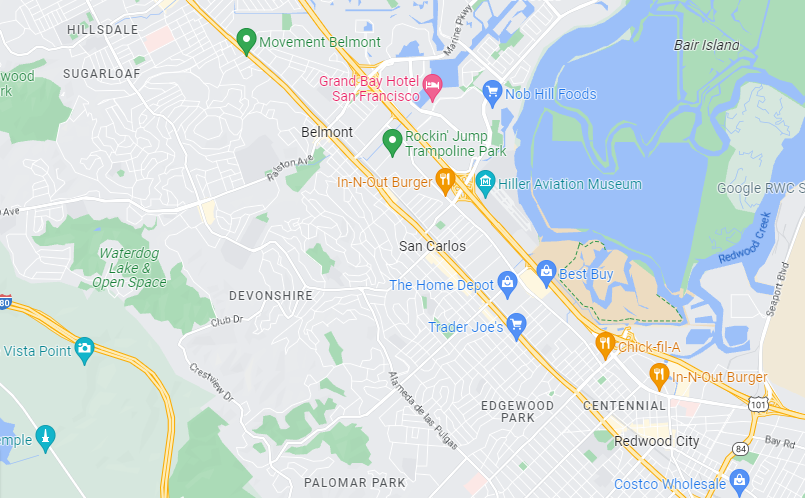 HILLSDALE
Movement Belmont
Marine Pkwy
Bair Island
SUGARLOAF
wood
rk
Grand Bay Hotel
San Francisco
Nob Hill Foods
Belmont
Rockin' Jump
Trampoline Park
Ralston Ave
In-N-Out Burger
Hiller Aviation Museum
Google RWC S
o Ave
Redwood Creek
San Carlos
Waterdog
Lake &
Open Space
Best Buy
The Home Depot
Seaport Blvd
DEVONSHIRE
80
Club Dr
Trader Joe's
Vista Point
Chick-fil-A
Crestview Dr
In-N-Out Burger
Alameda de las Pulgas
EDGEWOOD
PARK
CENTENNIAL
101
emple
Redwood City
84
Bay Rd
PALOMAR PARK
Costco Wholesale